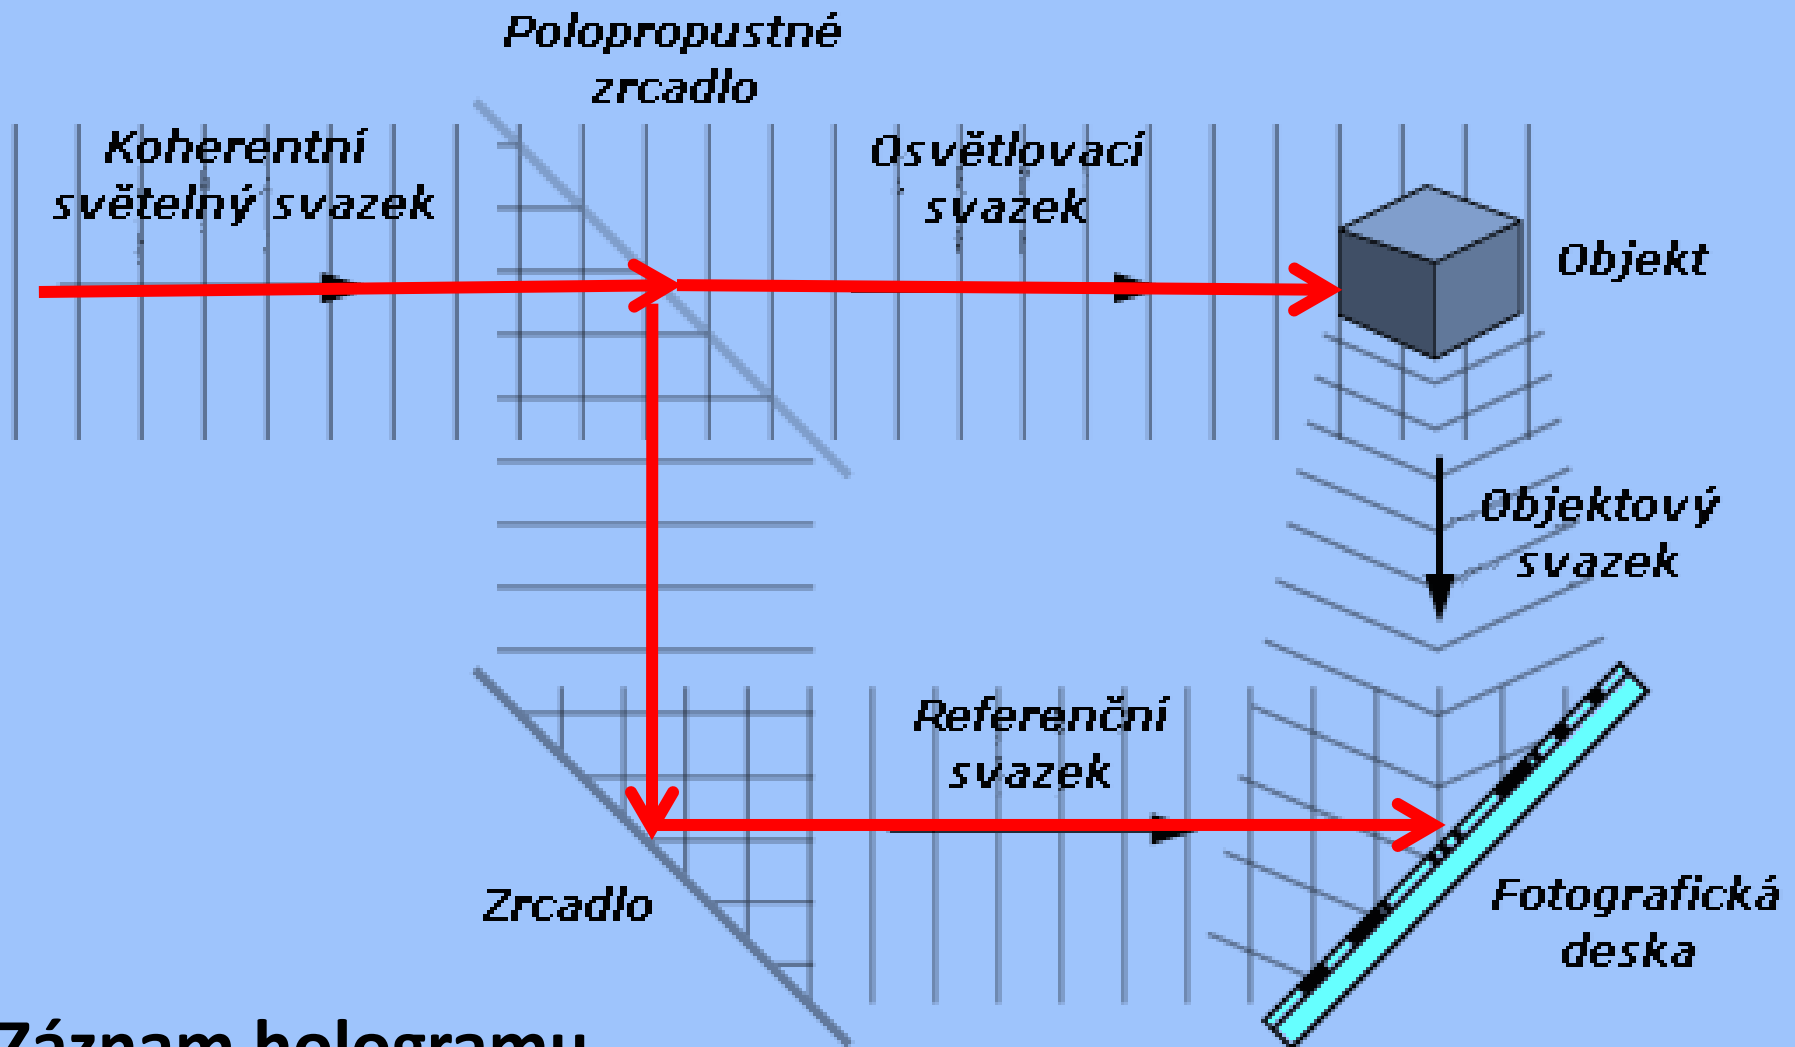 Polopropustné
zrcadlo
Koherentní
světelný svazek
Osvětlovací
svazek
Objekt
Objektový
svazek
Referenční
svazek
Zrcadlo
Fotografická
deska
Záznam hologramu